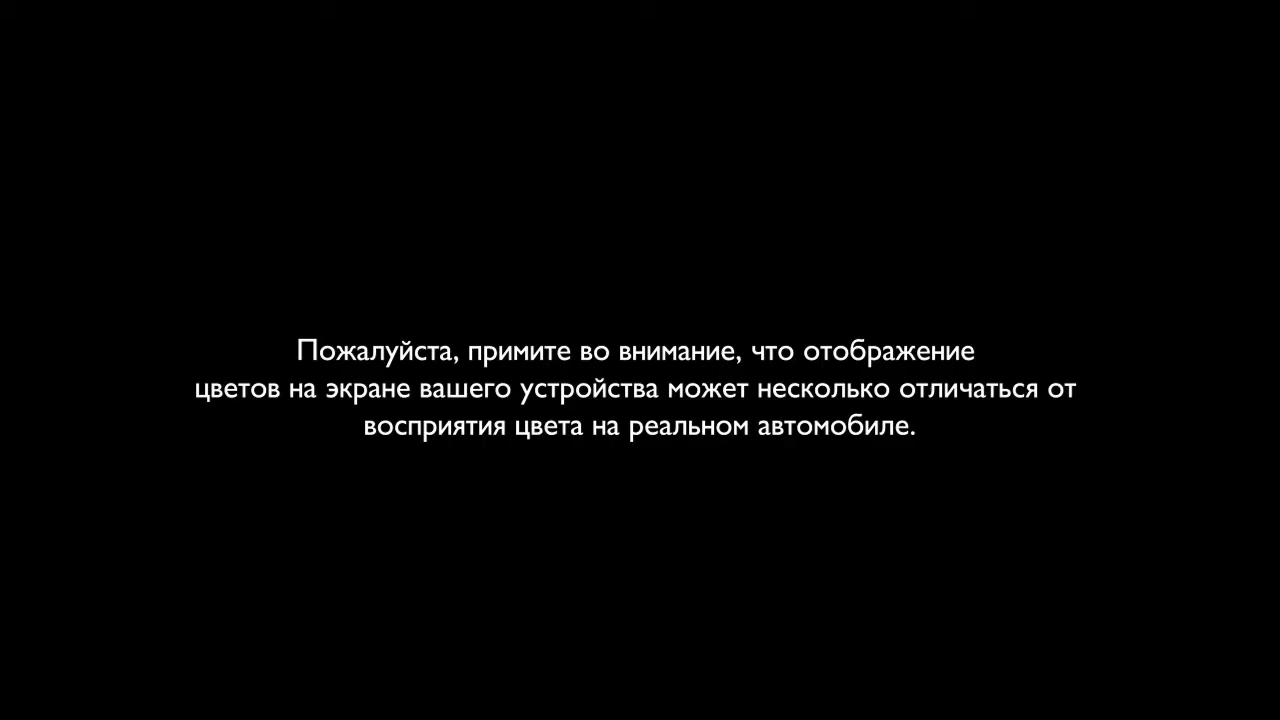 Пожалуйста, примите во внимание, что отображение
цветов на экране вашего устройства может несколько отличаться от
восприятия цвета на реальном автомобиле.